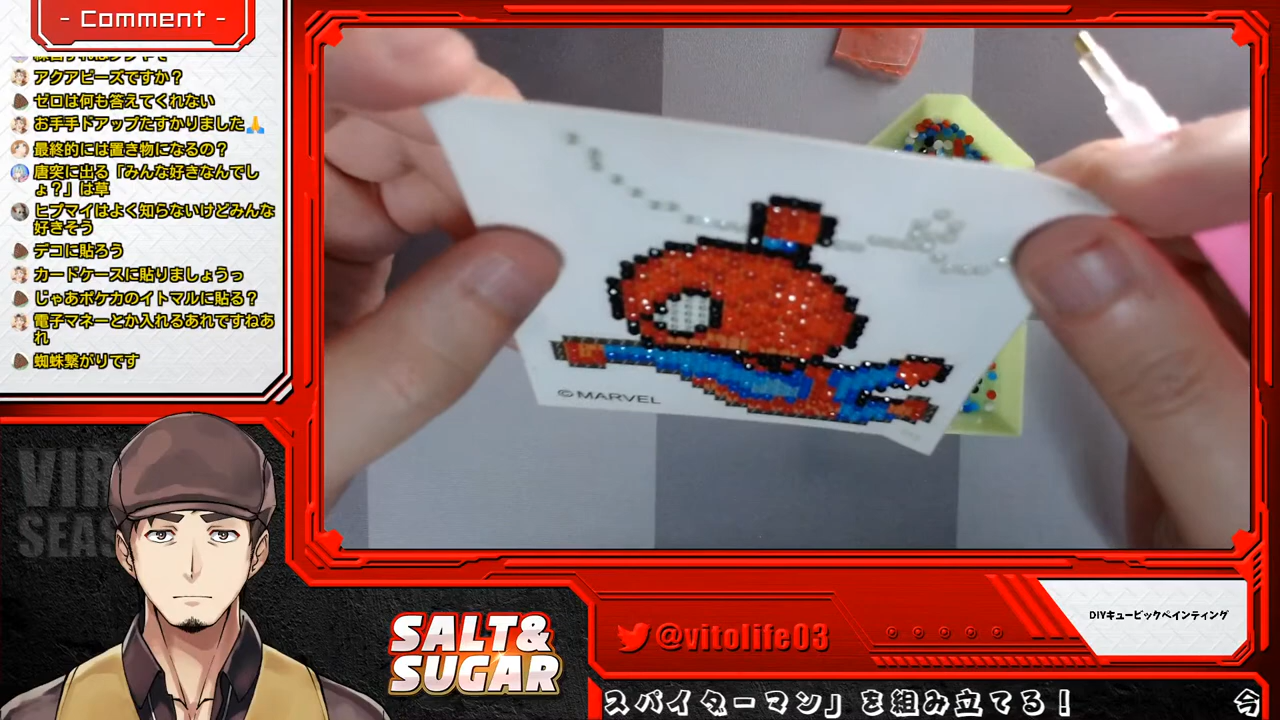 - Comment -
アクアビーズですか？
ゼロは何も答えてくれない
お手手ドアップたすかりました🙏
最終的には置き物になるの？
唐突に出る「みんな好きなんでし
ょ？」は草
ヒプマイはよく知らないけどみんな
好きそう
デコに貼ろう
カードケースに貼りましょうっ
じゃあポケカのイトマルに貼る？
電子マネーとか入れるあれですねあ
れ
蜘蛛繋がりです
©MARVEL
SALT&
SUGAR
@vitolife03
DIYキュービックペインティング
スパイダーマン」を組み立てる！ 今